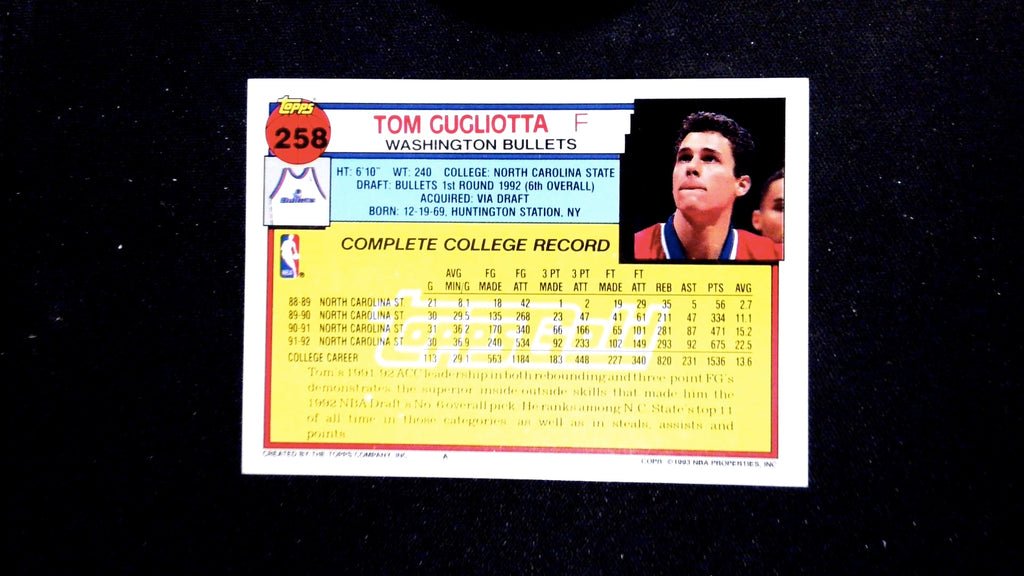 Topps
258
TOM GUGLIOTTA F
WASHINGTON BULLETS
HT: 6'10" WT: 240 COLLEGE: NORTH CAROLINA STATE
DRAFT: BULLETS 1st ROUND 1992 (6th OVERALL)
ACQUIRED: VIA DRAFT
BORN: 12-19-69, HUNTINGTON STATION, NY
Bullets
NBA
COMPLETE COLLEGE RECORD
AVG FG FG 3 PT 3 PT FT FT
G MIN/G MADE ATT MADE ATT MADE ATT REB AST PTS AVG
88-89 NORTH CAROLINA ST. 21 8.1 18 42 1 2 19 29 35 5 56 2.7
89-90 NORTH CAROLINA ST. 30 29.5 135 268 23 47 41 61 211 47 334 11.1
90-91 NORTH CAROLINA ST. 31 36.2 170 340 66 166 65 101 281 87 471 15.2
91-92 NORTH CAROLINA ST. 30 36.9 240 534 92 233 102 149 293 92 675 22.5
COLLEGE CAREER 113 29.1 563 1184 183 448 227 340 820 231 1536 13.6
Topps Gold
Tom's 1991-92 ACC leadership in both rebounding and three point FG's
demonstrates the superior inside-outside skills that made him the
1992 NBA Draft's No. 6 overall pick. He ranks among N.C. State's top 11
of all time in those categories, as well as in steals, assists and
points.
CREATED BY THE TOPPS COMPANY, INC. A
COPR. © 1993 NBA PROPERTIES, INC.